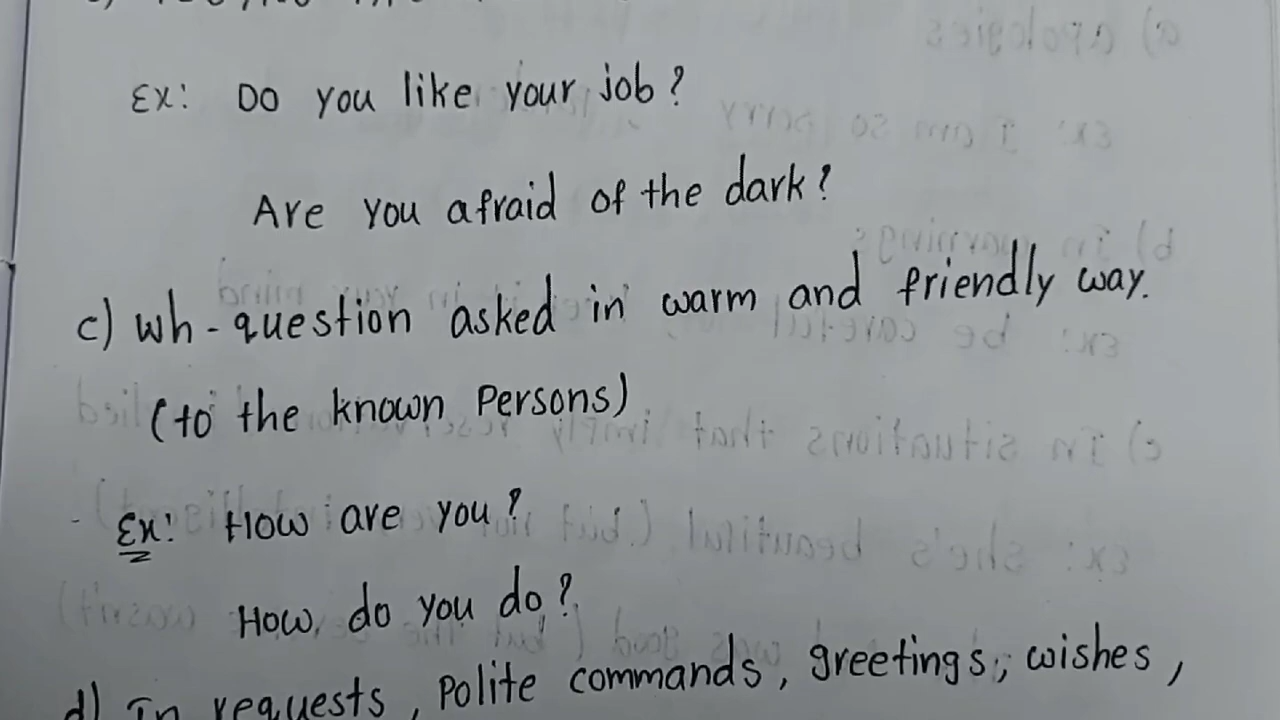 Ex: Do you like your job?
Are you afraid of the dark?
c) wh-question asked in warm and friendly way.
(to the known Persons)
Ex: How are you?
How do you do?
d) In requests, Polite commands, greetings, wishes,